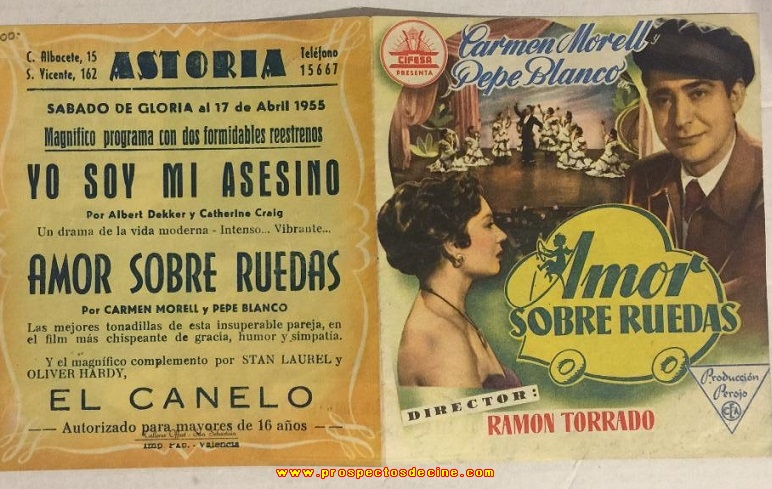 C. Albacete, 15
S. Vicente, 162
ASTORIA
Teléfono
15667
SABADO DE GLORIA al 17 de Abril 1955
Magnífico programa con dos formidables reestrenos
YO SOY MI ASESINO
Por Albert Dekker y Catherine Craig
Un drama de la vida moderna - Intenso... Vibrante...
AMOR SOBRE RUEDAS
Por CARMEN MORELL y PEPE BLANCO
Las mejores tonadillas de esta insuperable pareja, en
el film más chispeante de gracia, humor y simpatía.
Y el magnífico complemento por STAN LAUREL y
OLIVER HARDY,
EL CANELO
Autorizado para mayores de 16 años
Imp. PAG. - Valencia
CIFESA
PRESENTA
Carmen Morell
Pepe Blanco
Amor
SOBRE RUEDAS
DIRECTOR:
RAMON TORRADO
Producción
Perojo
CEA
www.prospectosdecine.com